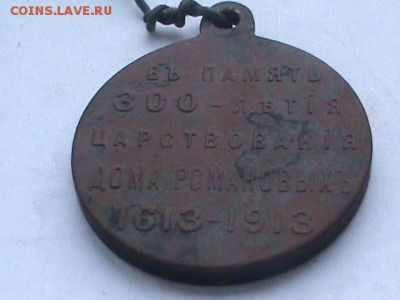 COINS.LAVE.RU
ВЪ ПАМЯТЬ
300-ЛѢТІЯ
ЦАРСТВОВАНІЯ
ДОМА РОМАНОВЫХЪ
1613-1913